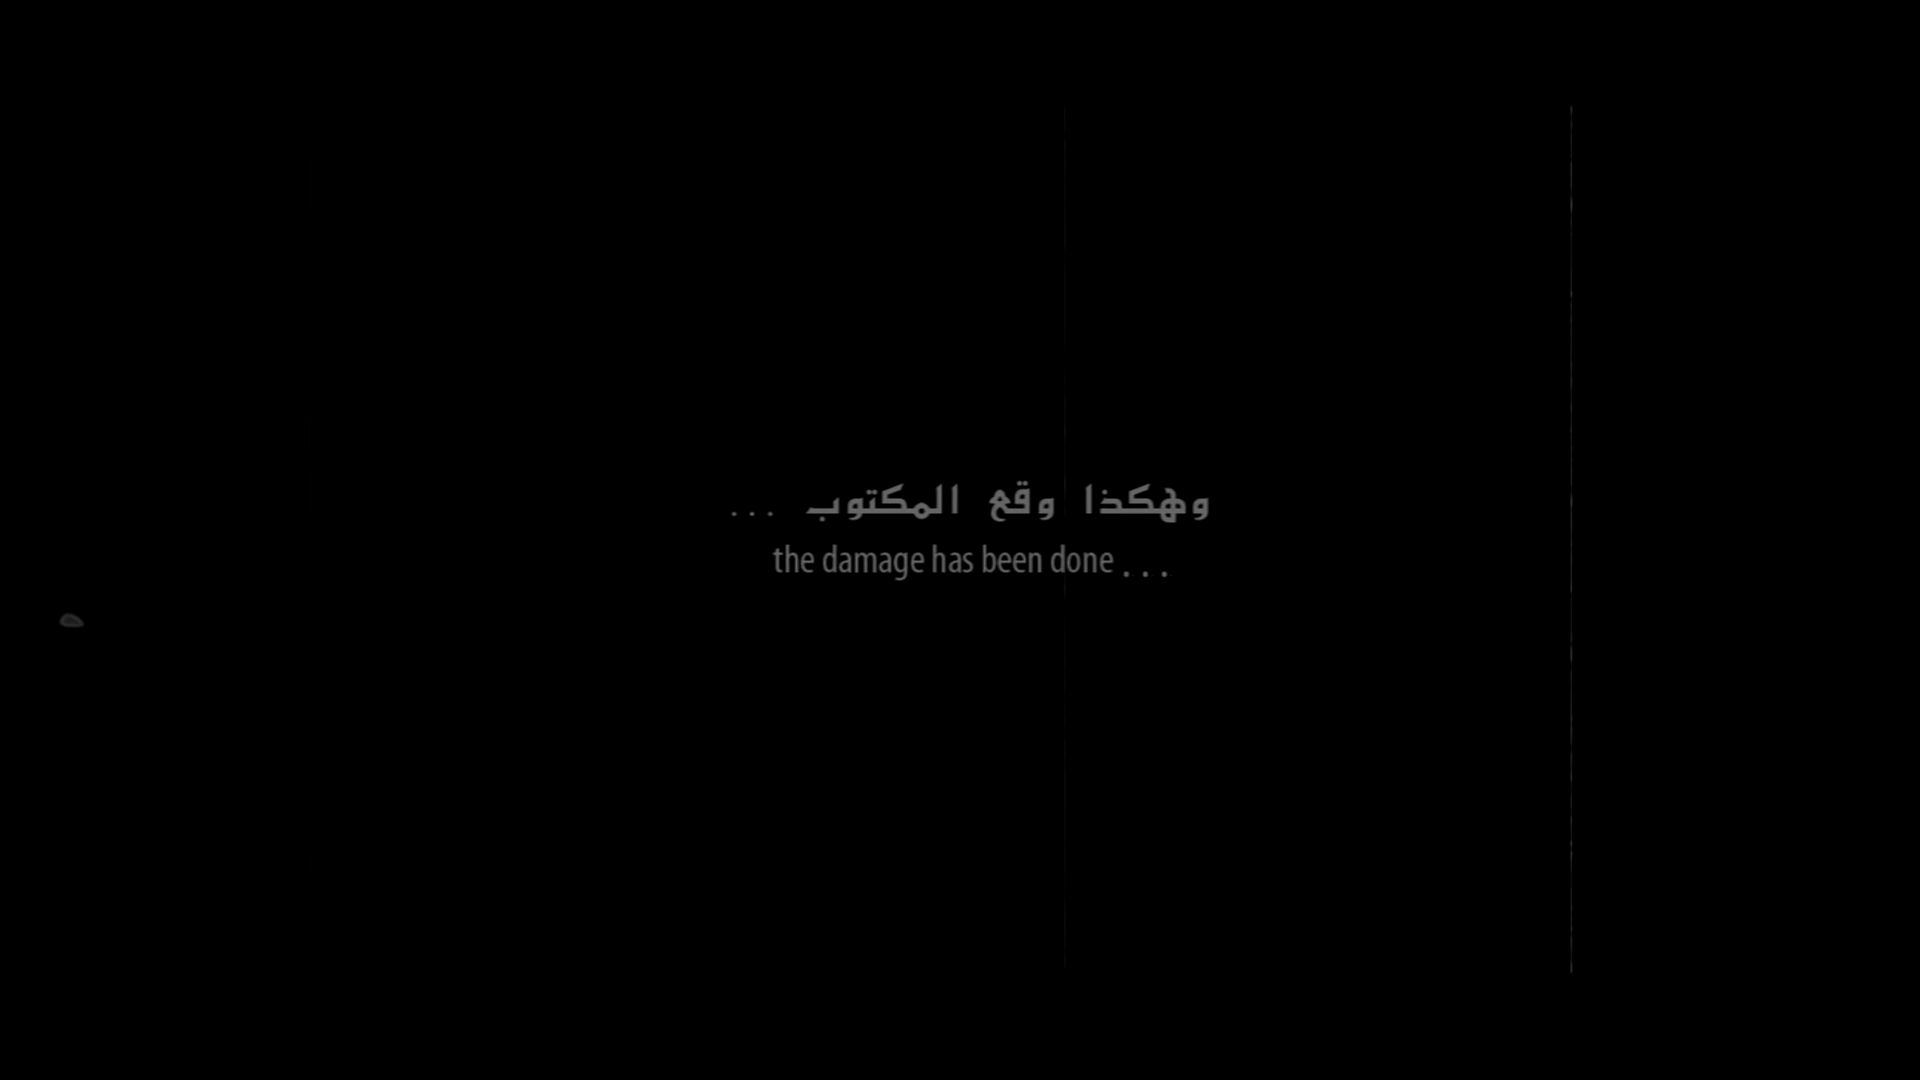 وهكذا وقع المكتوب ...
the damage has been done . . .